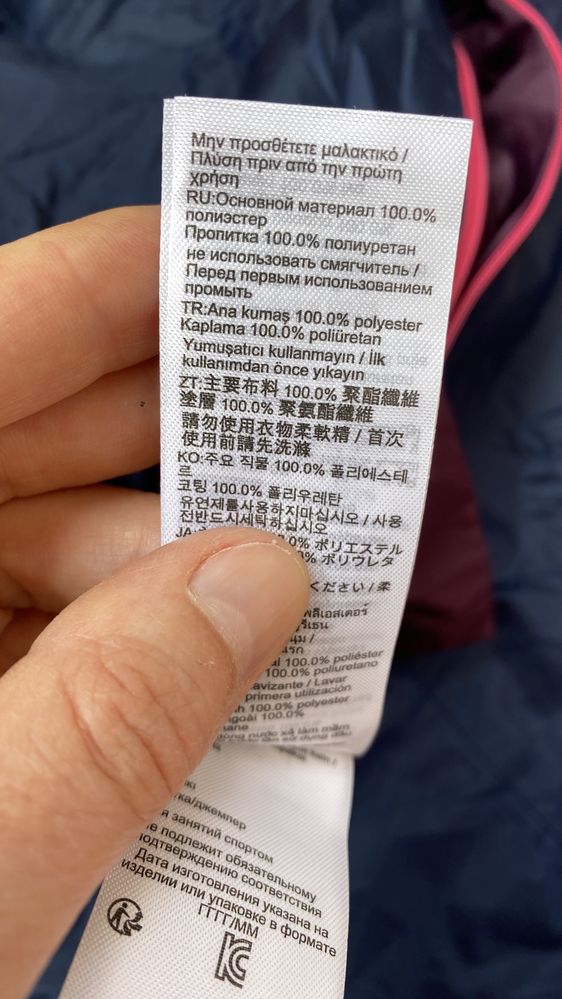 Μην προσθέτετε μαλακτικό /
Πλύση πριν από την πρώτη
χρήση
RU:Основной материал 100.0%
полиэстер
Пропитка 100.0% полиуретан
не использовать смягчитель /
Перед первым использованием
промыть
TR:Ana kumaş 100.0% polyester
Kaplama 100.0% poliüretan
Yumuşatıcı kullanmayın / İlk
kullanımdan önce yıkayın
ZT:主要布料 100.0% 聚酯纖維
塗層 100.0% 聚氨酯纖維
請勿使用衣物柔軟精 / 首次
使用前請先洗滌
KO:주요 직물 100.0% 폴리에스테
르
코팅 100.0% 폴리우레탄
유연제를사용하지마십시오 / 사용
전반드시세탁하십시오
JA: ポリエステル
% ポリウレタ
ください / 柔
100.0% poliéster
100.0% poliuretano
/ Lavar
primera utilización
100.0% polyester
ngoài 100.0%
/джемпер
занятий спортом
подлежит обязательному
подтверждению соответствия
Дата изготовления указана на
изделии или упаковке в формате
ГГГГ/ММ